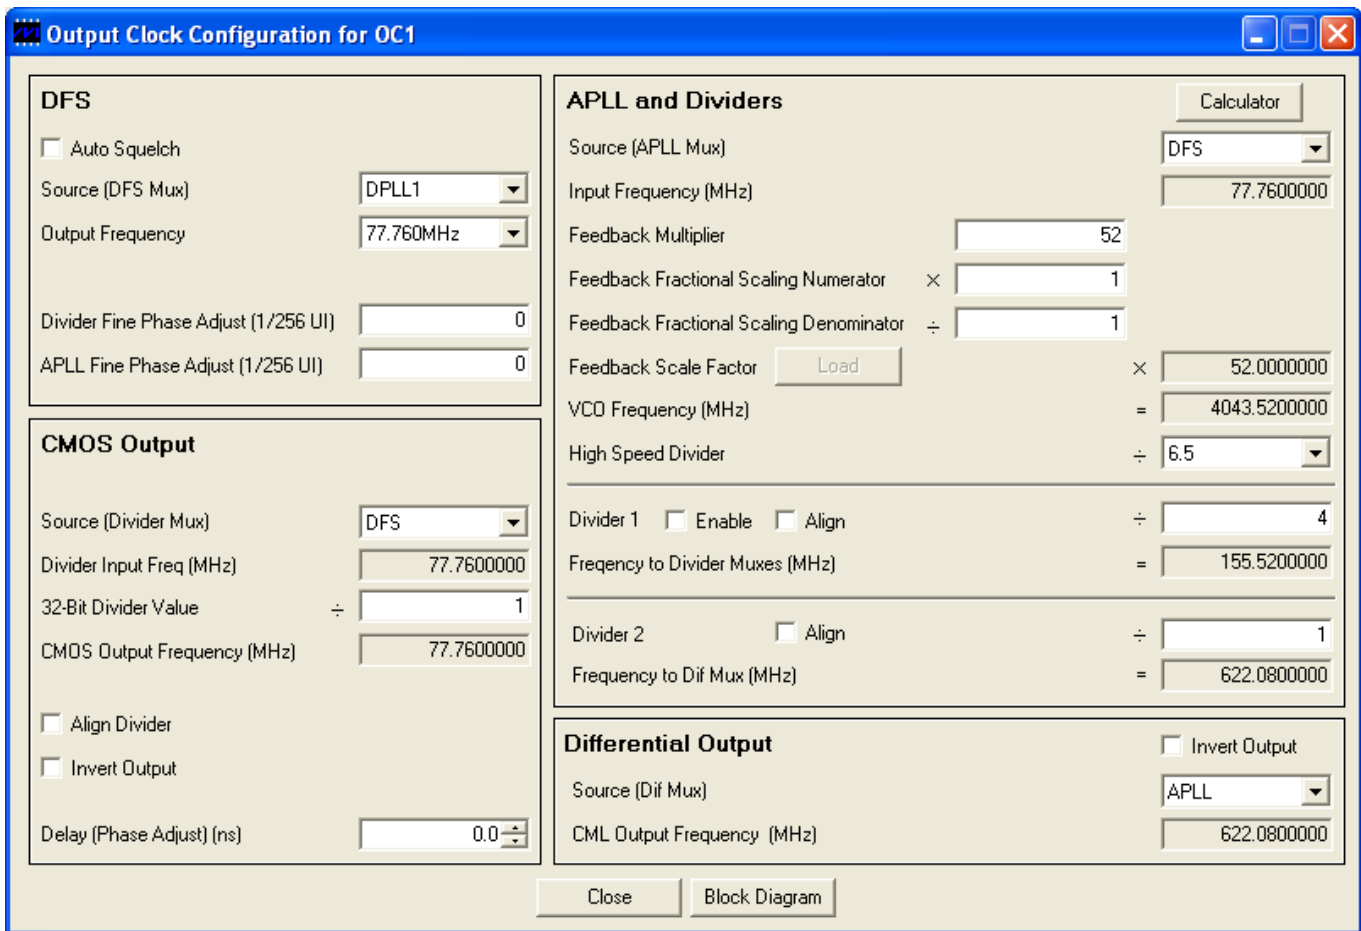 Output Clock Configuration for OC1
DFS
Auto Squelch
Source (DFS Mux) DPLL1
Output Frequency 77.760MHz
Divider Fine Phase Adjust (1/256 UI) 0
APLL Fine Phase Adjust (1/256 UI) 0
CMOS Output
Source (Divider Mux) DFS
Divider Input Freq (MHz) 77.7600000
32-Bit Divider Value ÷ 1
CMOS Output Frequency (MHz) 77.7600000
Align Divider
Invert Output
Delay (Phase Adjust) (ns) 0.0
APLL and Dividers Calculator
Source (APLL Mux) DFS
Input Frequency (MHz) 77.7600000
Feedback Multiplier 52
Feedback Fractional Scaling Numerator × 1
Feedback Fractional Scaling Denominator ÷ 1
Feedback Scale Factor Load × 52.0000000
VCO Frequency (MHz) = 4043.5200000
High Speed Divider ÷ 6.5
Divider 1 Enable Align ÷ 4
Freqency to Divider Muxes (MHz) = 155.5200000
Divider 2 Align ÷ 1
Frequency to Dif Mux (MHz) = 622.0800000
Differential Output Invert Output
Source (Dif Mux) APLL
CML Output Frequency (MHz) 622.0800000
Close Block Diagram